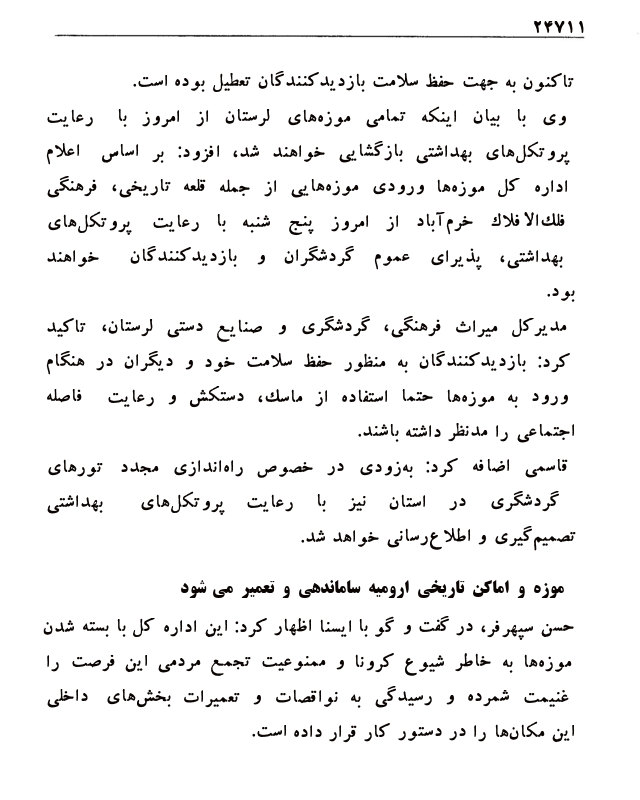 ۲۴۷۱۱
تاکنون به جهت حفظ سلامت بازدیدکنندگان تعطیل بوده است.
وی با بیان اینکه تمامی موزه‌های لرستان از امروز با رعایت
پروتکل‌های بهداشتی بازگشایی خواهند شد، افزود: بر اساس اعلام
اداره کل موزه‌ها ورودی موزه‌هایی از جمله قلعه تاریخی، فرهنگی
فلك‌الافلاك خرم‌آباد از امروز پنج شنبه با رعایت پروتکل‌های
بهداشتی، پذیرای عموم گردشگران و بازدیدکنندگان خواهند
بود.
مدیرکل میراث فرهنگی، گردشگری و صنایع دستی لرستان، تاکید
کرد: بازدیدکنندگان به منظور حفظ سلامت خود و دیگران در هنگام
ورود به موزه‌ها حتما استفاده از ماسك، دستکش و رعایت فاصله
اجتماعی را مدنظر داشته باشند.
قاسمی اضافه کرد: به‌زودی در خصوص راه‌اندازی مجدد تورهای
گردشگری در استان نیز با رعایت پروتکل‌های بهداشتی
تصمیم‌گیری و اطلاع‌رسانی خواهد شد.
موزه و اماکن تاریخی ارومیه ساماندهی و تعمیر می شود
حسن سپهرفر، در گفت و گو با ایسنا اظهار کرد: این اداره کل با بسته شدن
موزه‌ها به خاطر شیوع کرونا و ممنوعیت تجمع مردمی این فرصت را
غنیمت شمرده و رسیدگی به نواقصات و تعمیرات بخش‌های داخلی
این مکان‌ها را در دستور کار قرار داده است.